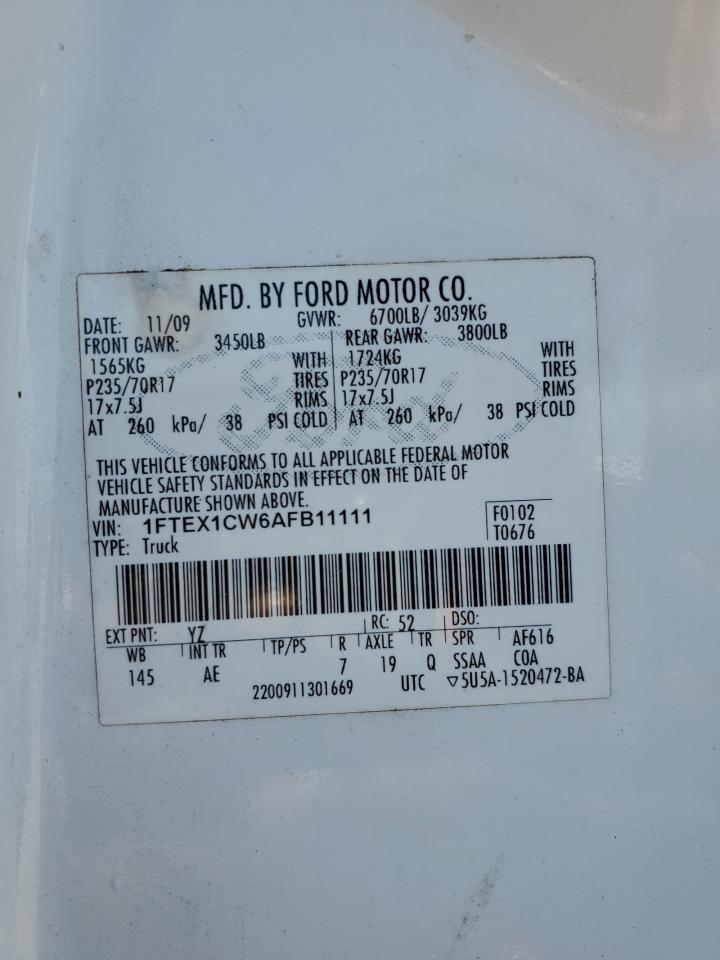 MFD. BY FORD MOTOR CO.
DATE: 11/09 GVWR: 6700LB/ 3039KG
FRONT GAWR: 3450LB REAR GAWR: 3800LB
1565KG WITH 1724KG WITH
P235/70R17 TIRES P235/70R17 TIRES
17x7.5J RIMS 17x7.5J RIMS
AT 260 kPa/ 38 PSI COLD AT 260 kPa/ 38 PSI COLD
Ford
THIS VEHICLE CONFORMS TO ALL APPLICABLE FEDERAL MOTOR
VEHICLE SAFETY STANDARDS IN EFFECT ON THE DATE OF
MANUFACTURE SHOWN ABOVE.
VIN: 1FTEX1CW6AFB11111 F0102
TYPE: Truck T0676
EXT PNT: YZ RC: 52 DSO:
WB INT TR TP/PS R AXLE TR SPR AF616
145 AE 7 19 Q SSAA COA
2200911301669 UTC ▽5U5A-1520472-BA